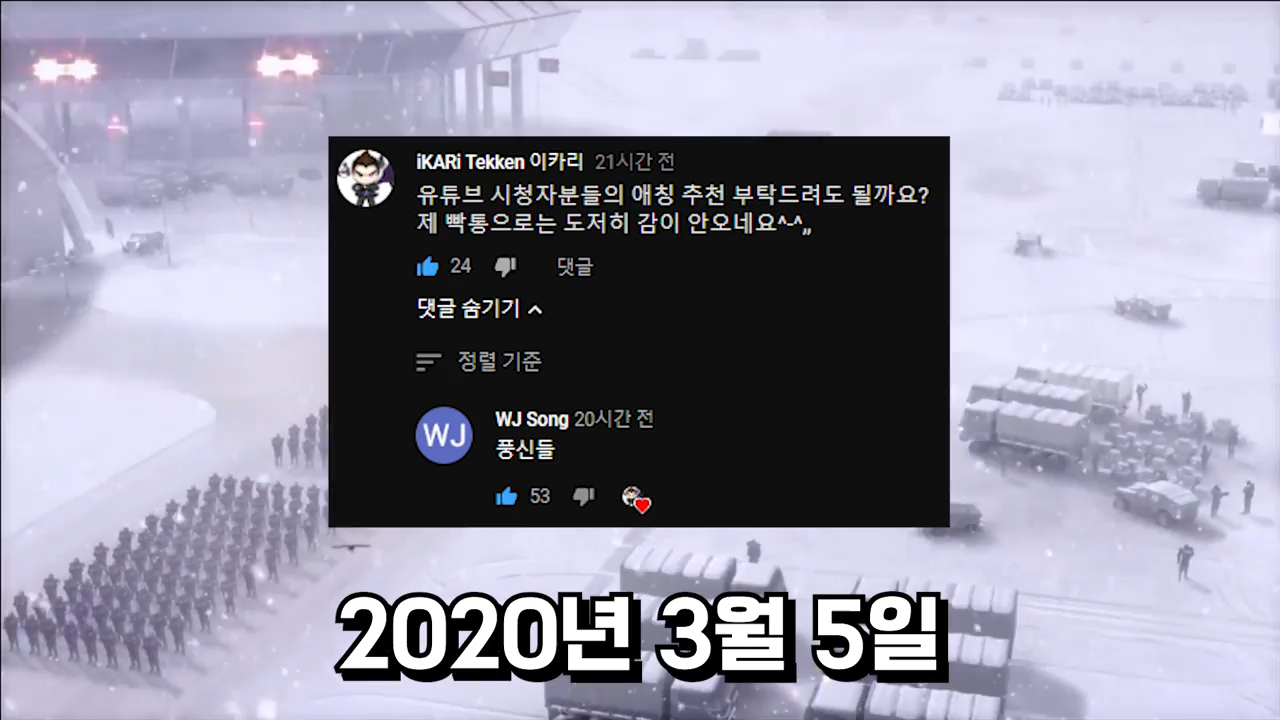 iKARi Tekken 이카리 21시간 전
유튜브 시청자분들의 애칭 추천 부탁드려도 될까요?
제 빡통으로는 도저히 감이 안오네요^-^,,
24 댓글
댓글 숨기기
정렬 기준
WJ
WJ Song 20시간 전
풍신들
53
2020년 3월 5일